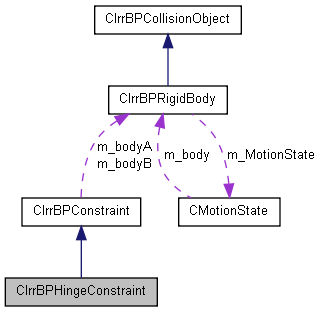 CIrrBPCollisionObject
CIrrBPRigidBody
m_bodyA
m_bodyB
m_body
m_MotionState
CIrrBPConstraint
CMotionState
CIrrBPHingeConstraint